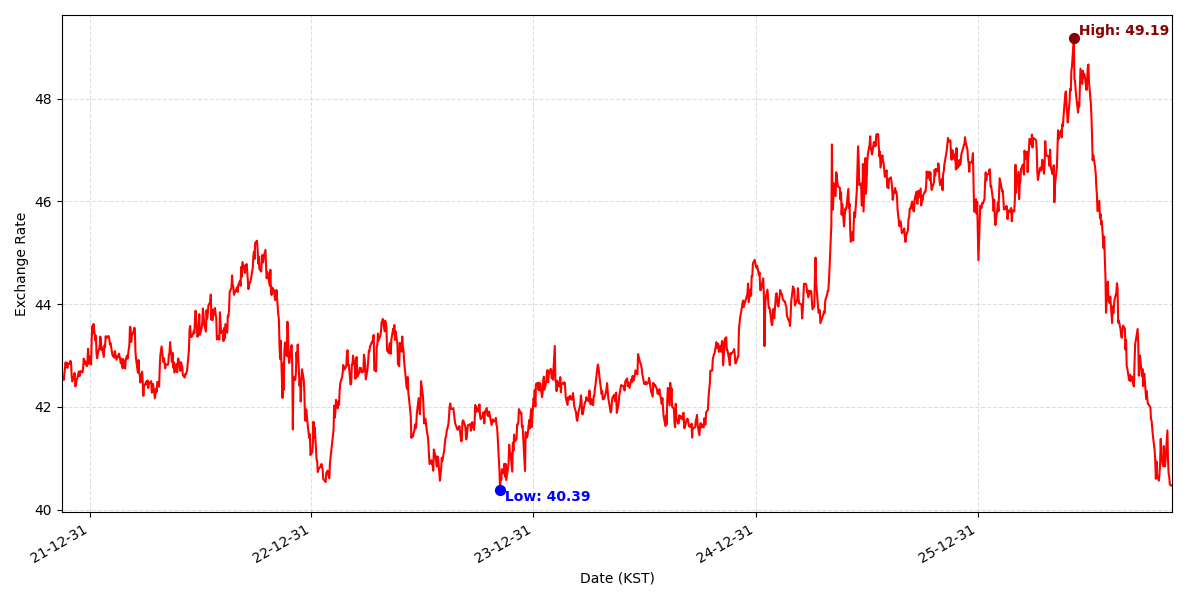 High: 49.19
48
46
44
42
40
Exchange Rate
Low: 40.39
21-12-31
22-12-31
23-12-31
24-12-31
25-12-31
Date (KST)